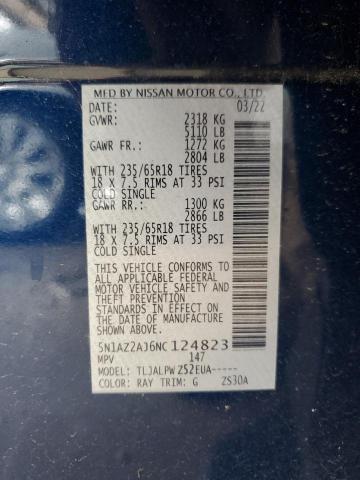 MFD BY NISSAN MOTOR CO., LTD.
DATE: 03/22
GVWR: 2318 KG
5110 LB
GAWR FR.: 1272 KG
2804 LB
WITH 235/65R18 TIRES
18 X 7.5 RIMS AT 33 PSI
COLD SINGLE
GAWR RR.: 1300 KG
2866 LB
WITH 235/65R18 TIRES
18 X 7.5 RIMS AT 33 PSI
COLD SINGLE
THIS VEHICLE CONFORMS TO
ALL APPLICABLE FEDERAL
MOTOR VEHICLE SAFETY
AND THEFT PREVENTION
STANDARDS IN EFFECT ON
THE DATE OF MANUFACTURE
SHOWN ABOVE.
5N1AZ2AJ6NC 124823
MPV 147
MODEL: TLJALPW Z52EUA-----
COLOR: RAY TRIM: G ZS30A